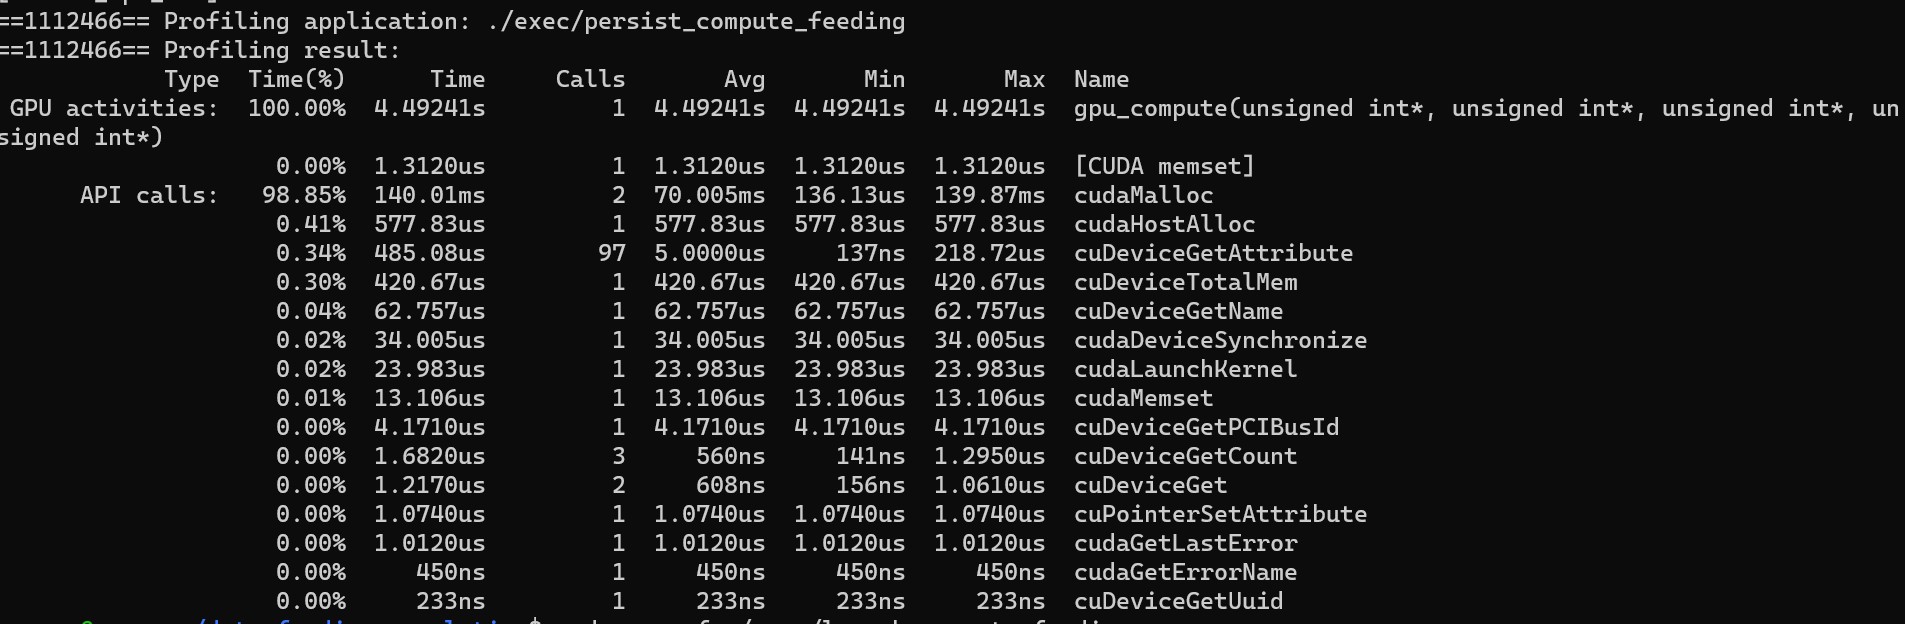 ==1112466== Profiling application: ./exec/persist_compute_feeding
==1112466== Profiling result:
Type Time(%) Time Calls Avg Min Max Name
GPU activities: 100.00% 4.49241s 1 4.49241s 4.49241s 4.49241s gpu_compute(unsigned int*, unsigned int*, unsigned int*, un
signed int*)
0.00% 1.3120us 1 1.3120us 1.3120us 1.3120us [CUDA memset]
API calls: 98.85% 140.01ms 2 70.005ms 136.13us 139.87ms cudaMalloc
0.41% 577.83us 1 577.83us 577.83us 577.83us cudaHostAlloc
0.34% 485.08us 97 5.0000us 137ns 218.72us cuDeviceGetAttribute
0.30% 420.67us 1 420.67us 420.67us 420.67us cuDeviceTotalMem
0.04% 62.757us 1 62.757us 62.757us 62.757us cuDeviceGetName
0.02% 34.005us 1 34.005us 34.005us 34.005us cudaDeviceSynchronize
0.02% 23.983us 1 23.983us 23.983us 23.983us cudaLaunchKernel
0.01% 13.106us 1 13.106us 13.106us 13.106us cudaMemset
0.00% 4.1710us 1 4.1710us 4.1710us 4.1710us cuDeviceGetPCIBusId
0.00% 1.6820us 3 560ns 141ns 1.2950us cuDeviceGetCount
0.00% 1.2170us 2 608ns 156ns 1.0610us cuDeviceGet
0.00% 1.0740us 1 1.0740us 1.0740us 1.0740us cuPointerSetAttribute
0.00% 1.0120us 1 1.0120us 1.0120us 1.0120us cudaGetLastError
0.00% 450ns 1 450ns 450ns 450ns cudaGetErrorName
0.00% 233ns 1 233ns 233ns 233ns cuDeviceGetUuid